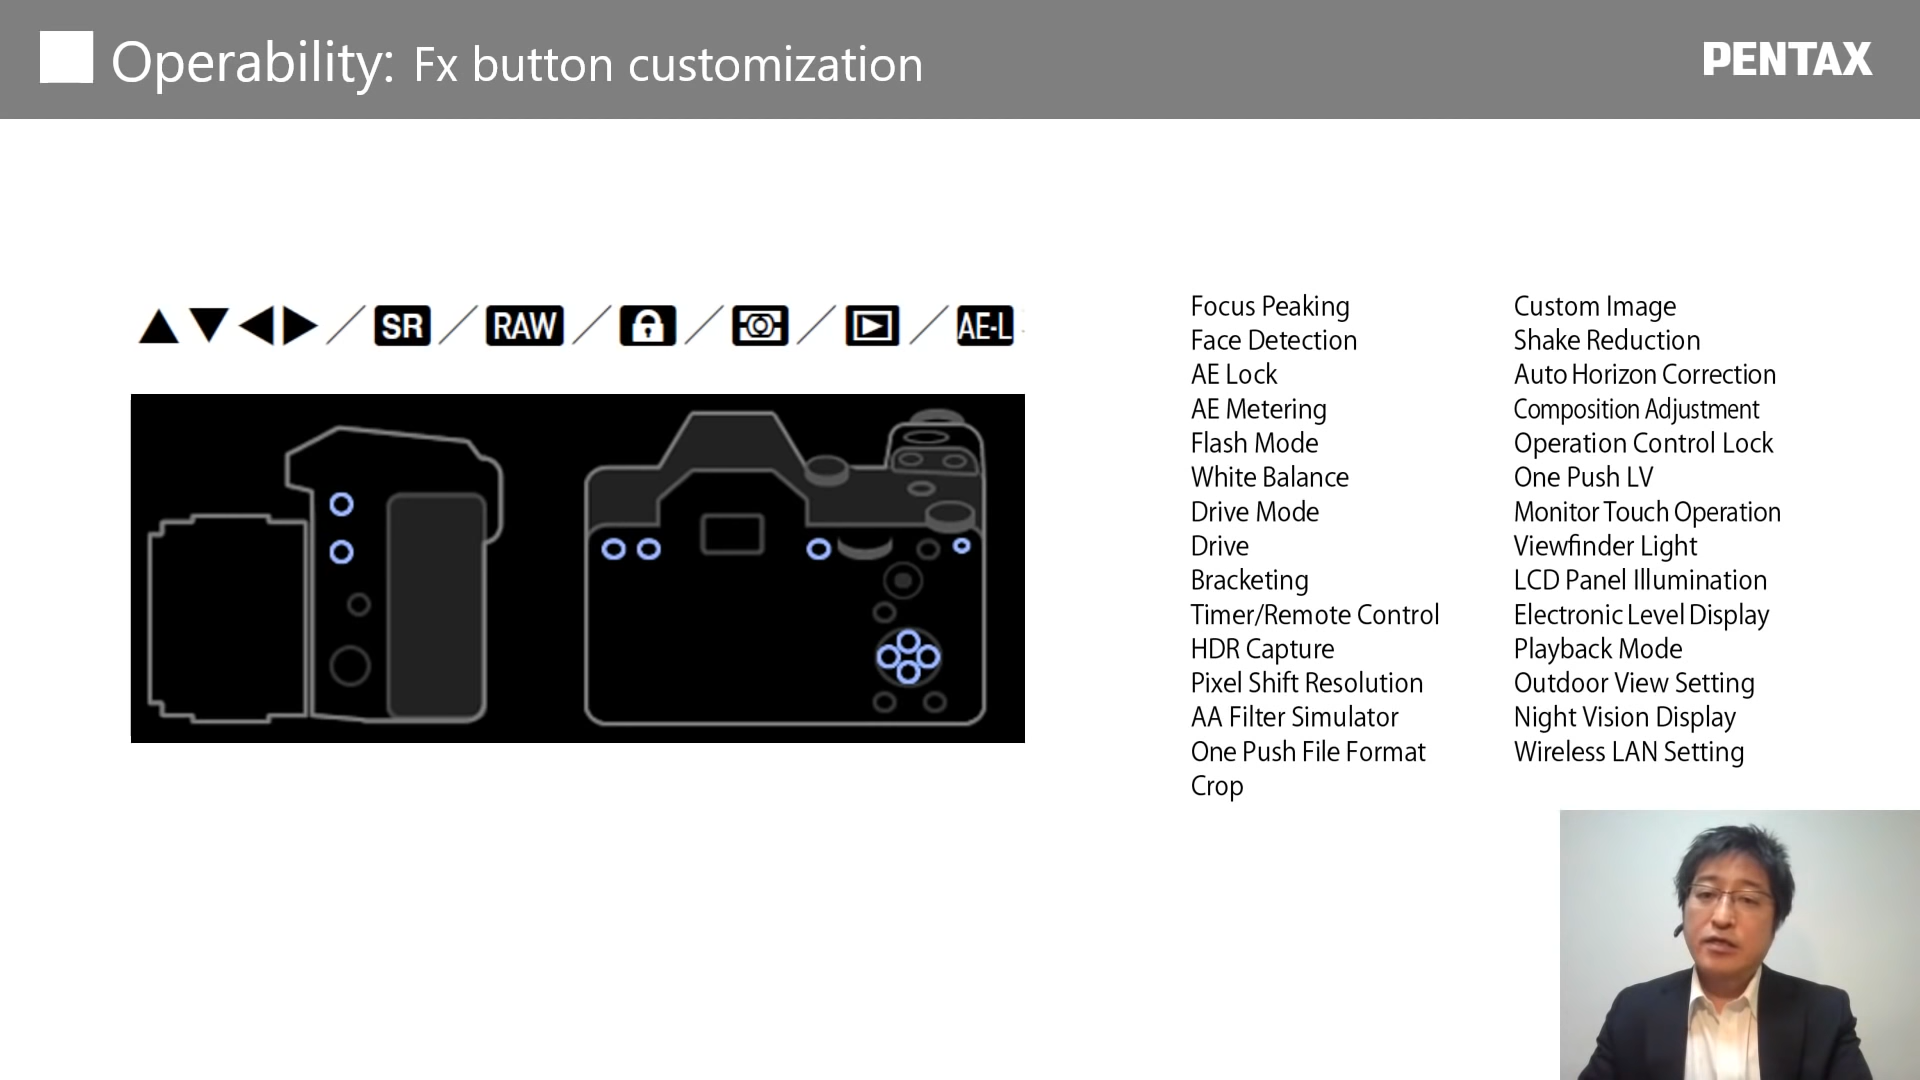 Operability: Fx button customization
PENTAX
▲▼◀▶／SR／RAW／／／／AE-L
Focus Peaking
Face Detection
AE Lock
AE Metering
Flash Mode
White Balance
Drive Mode
Drive
Bracketing
Timer/Remote Control
HDR Capture
Pixel Shift Resolution
AA Filter Simulator
One Push File Format
Crop
Custom Image
Shake Reduction
Auto Horizon Correction
Composition Adjustment
Operation Control Lock
One Push LV
Monitor Touch Operation
Viewfinder Light
LCD Panel Illumination
Electronic Level Display
Playback Mode
Outdoor View Setting
Night Vision Display
Wireless LAN Setting